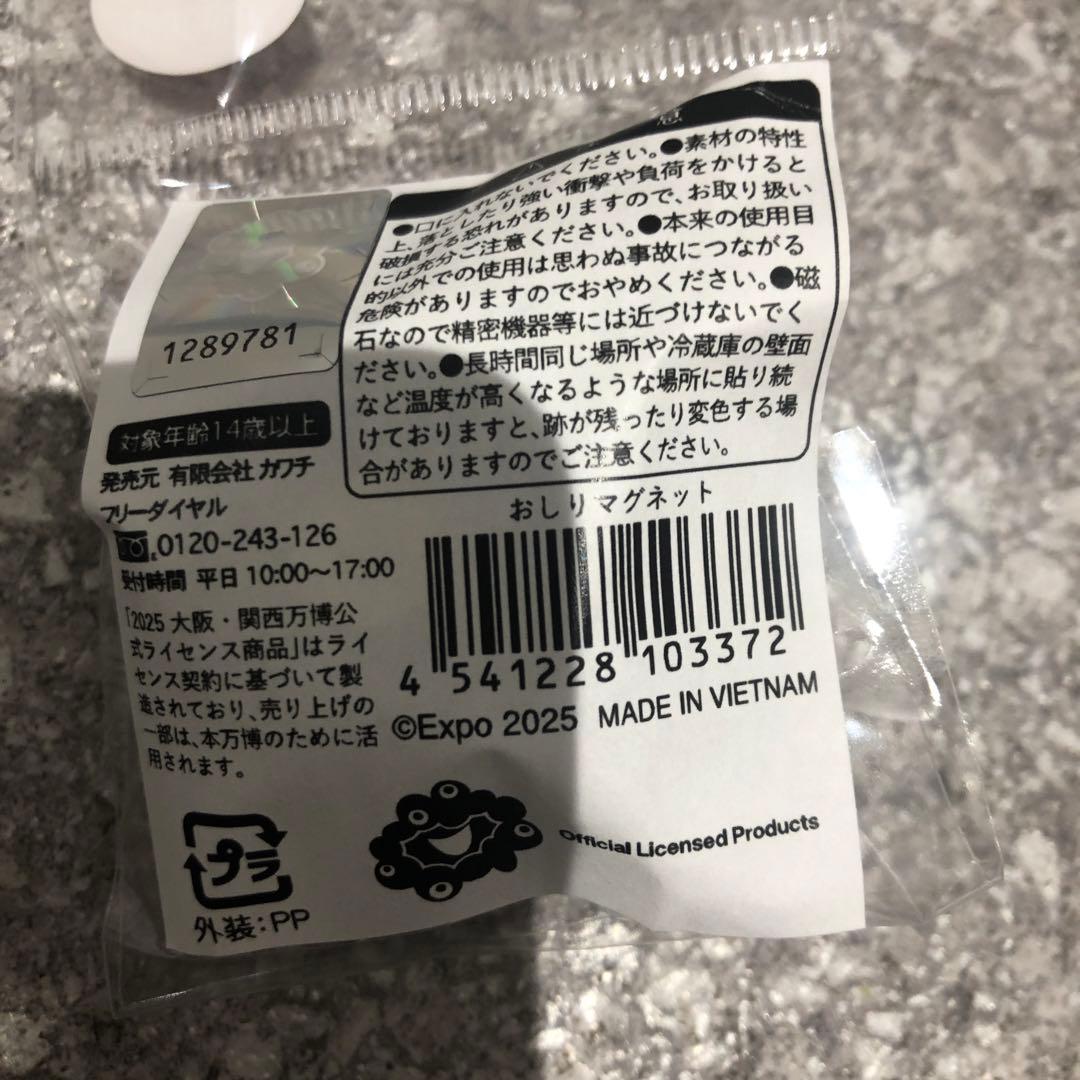 意
●口に入れないでください。●素材の特性
上、落としたり強い衝撃や負荷をかけると
破損する恐れがありますので、お取り扱い
には充分ご注意ください。●本来の使用目
的以外での使用は思わぬ事故につながる
危険がありますのでおやめください。●磁
石なので精密機器等には近づけないでく
ださい。●長時間同じ場所や冷蔵庫の壁面
など温度が高くなるような場所に貼り続
けておりますと、跡が残ったり変色する場
合がありますのでご注意ください。
1289781
対象年齢14歳以上
発売元 有限会社 カワチ
フリーダイヤル
0120-243-126
受付時間 平日 10:00～17:00
「2025 大阪・関西万博公
式ライセンス商品」はライ
センス契約に基づいて製
造されており、売り上げの
一部は、本万博のために活
用されます。
おしりマグネット
4 541228 103372
©Expo 2025 MADE IN VIETNAM
プラ
外装：PP
Official Licensed Products